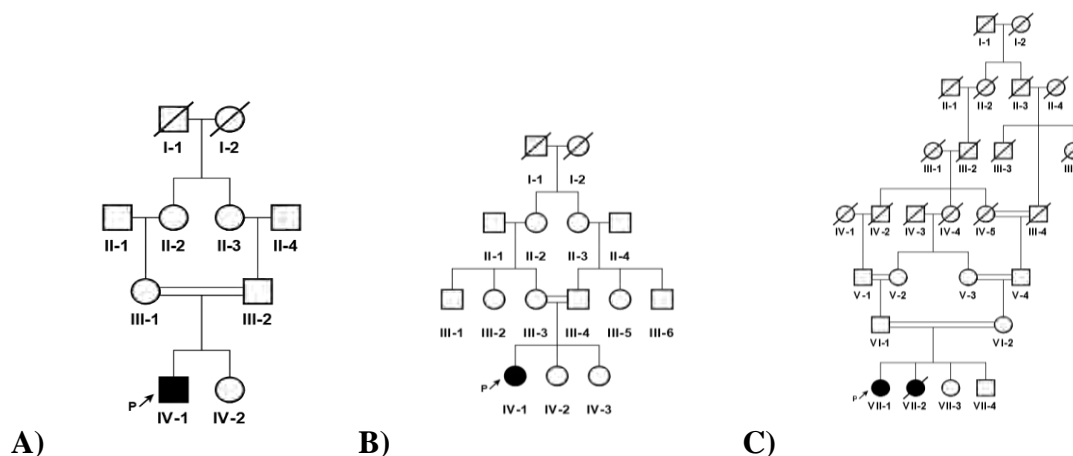 I-1 I-2
II-1 II-2 II-3 II-4
III-1 III-2
P
IV-1 IV-2
A)
I-1 I-2
II-1 II-2 II-3 II-4
III-1 III-2 III-3 III-4 III-5 III-6
P
IV-1 IV-2 IV-3
B)
I-1 I-2
II-1 II-2 II-3 II-4
III-1 III-2 III-3
IV-1 IV-2 IV-3 IV-4 IV-5 III-4
V-1 V-2 V-3 V-4
VI-1 VI-2
P
VII-1 VII-2 VII-3 VII-4
C)